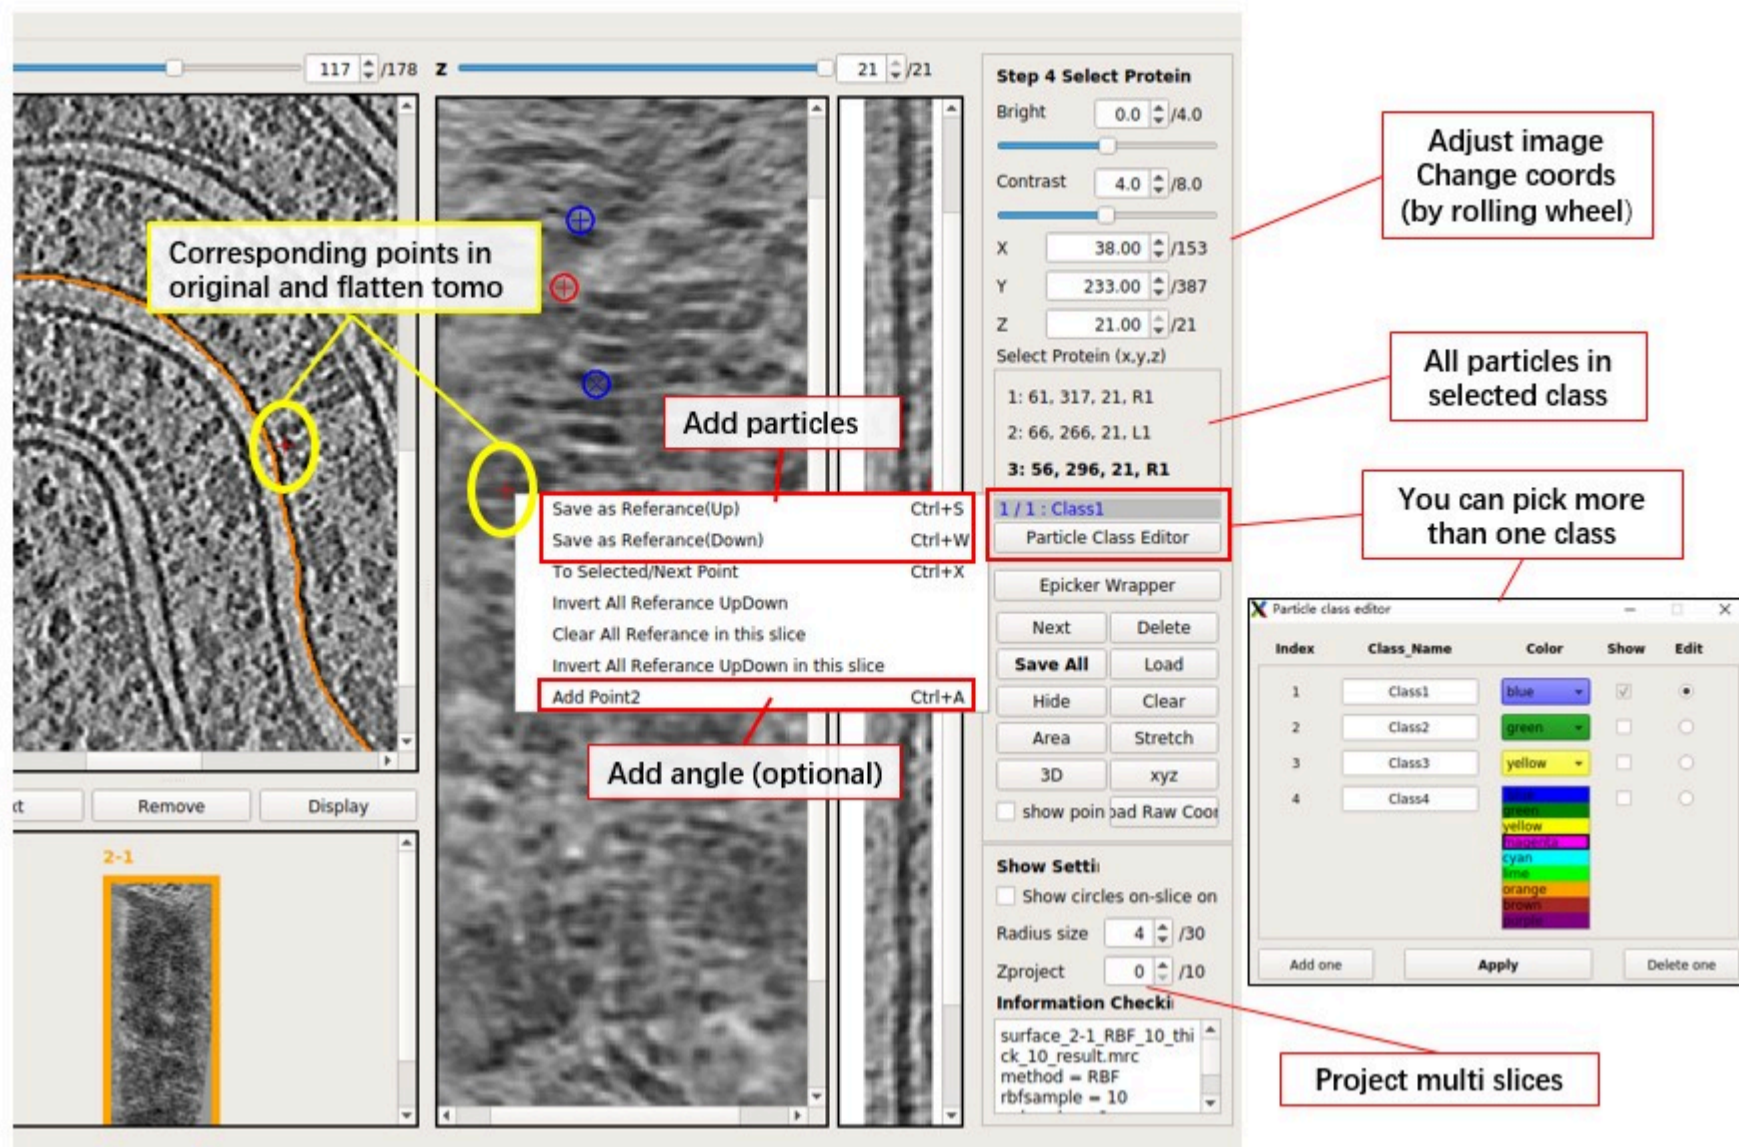 117 /178 Z 21 /21
Step 4 Select Protein
Bright 0.0 /4.0
Contrast 4.0 /8.0
X 38.00 /153
Y 233.00 /387
Z 21.00 /21
Select Protein (x,y,z)
1: 61, 317, 21, R1
2: 66, 266, 21, L1
3: 56, 296, 21, R1
1 / 1 : Class1
Particle Class Editor
Epicker Wrapper
Next Delete
Save All Load
Hide Clear
Area Stretch
3D xyz
show poin oad Raw Coor
Show Setti
Show circles on-slice on
Radius size 4 /30
Zproject 0 /10
Information Checki
surface_2-1_RBF_10_thi
ck_10_result.mrc
method = RBF
rbfsample = 10
Corresponding points in
original and flatten tomo
Add particles
Save as Referance(Up) Ctrl+S
Save as Referance(Down) Ctrl+W
To Selected/Next Point Ctrl+X
Invert All Referance UpDown
Clear All Referance in this slice
Invert All Referance UpDown in this slice
Add Point2 Ctrl+A
Add angle (optional)
Remove Display
2-1
Adjust image
Change coords
(by rolling wheel)
All particles in
selected class
You can pick more
than one class
Particle class editor
Index Class_Name Color Show Edit
1 Class1 blue
2 Class2 green
3 Class3 yellow
4 Class4
blue
green
yellow
magenta
cyan
lime
orange
brown
purple
Add one Apply Delete one
Project multi slices